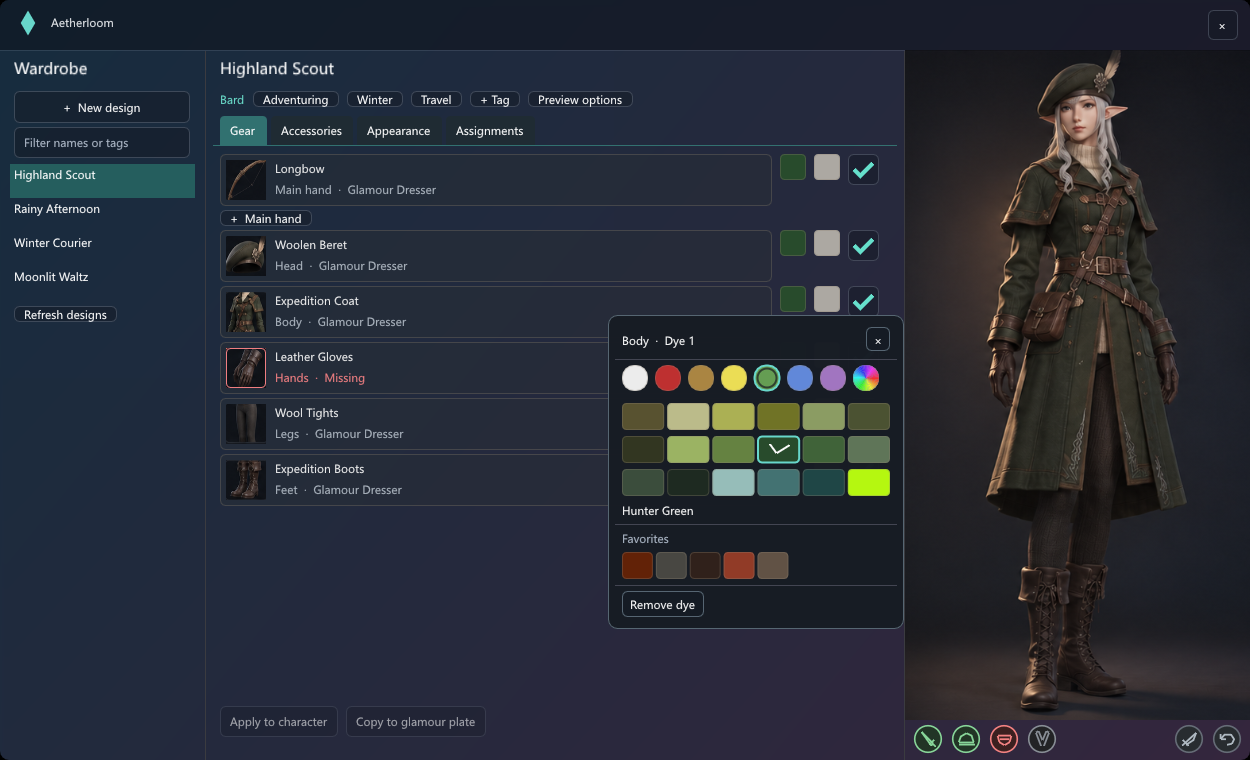 Aetherloom
×
Wardrobe
+ New design
Filter names or tags
Highland Scout
Rainy Afternoon
Winter Courier
Moonlit Waltz
Refresh designs
Highland Scout
Bard Adventuring Winter Travel + Tag Preview options
Gear Accessories Appearance Assignments
Longbow
Main hand · Glamour Dresser
+ Main hand
Woolen Beret
Head · Glamour Dresser
Expedition Coat
Body · Glamour Dresser
Leather Gloves
Hands · Missing
Wool Tights
Legs · Glamour Dresser
Expedition Boots
Feet · Glamour Dresser
Body · Dye 1
×
Hunter Green
Favorites
Remove dye
Apply to character Copy to glamour plate